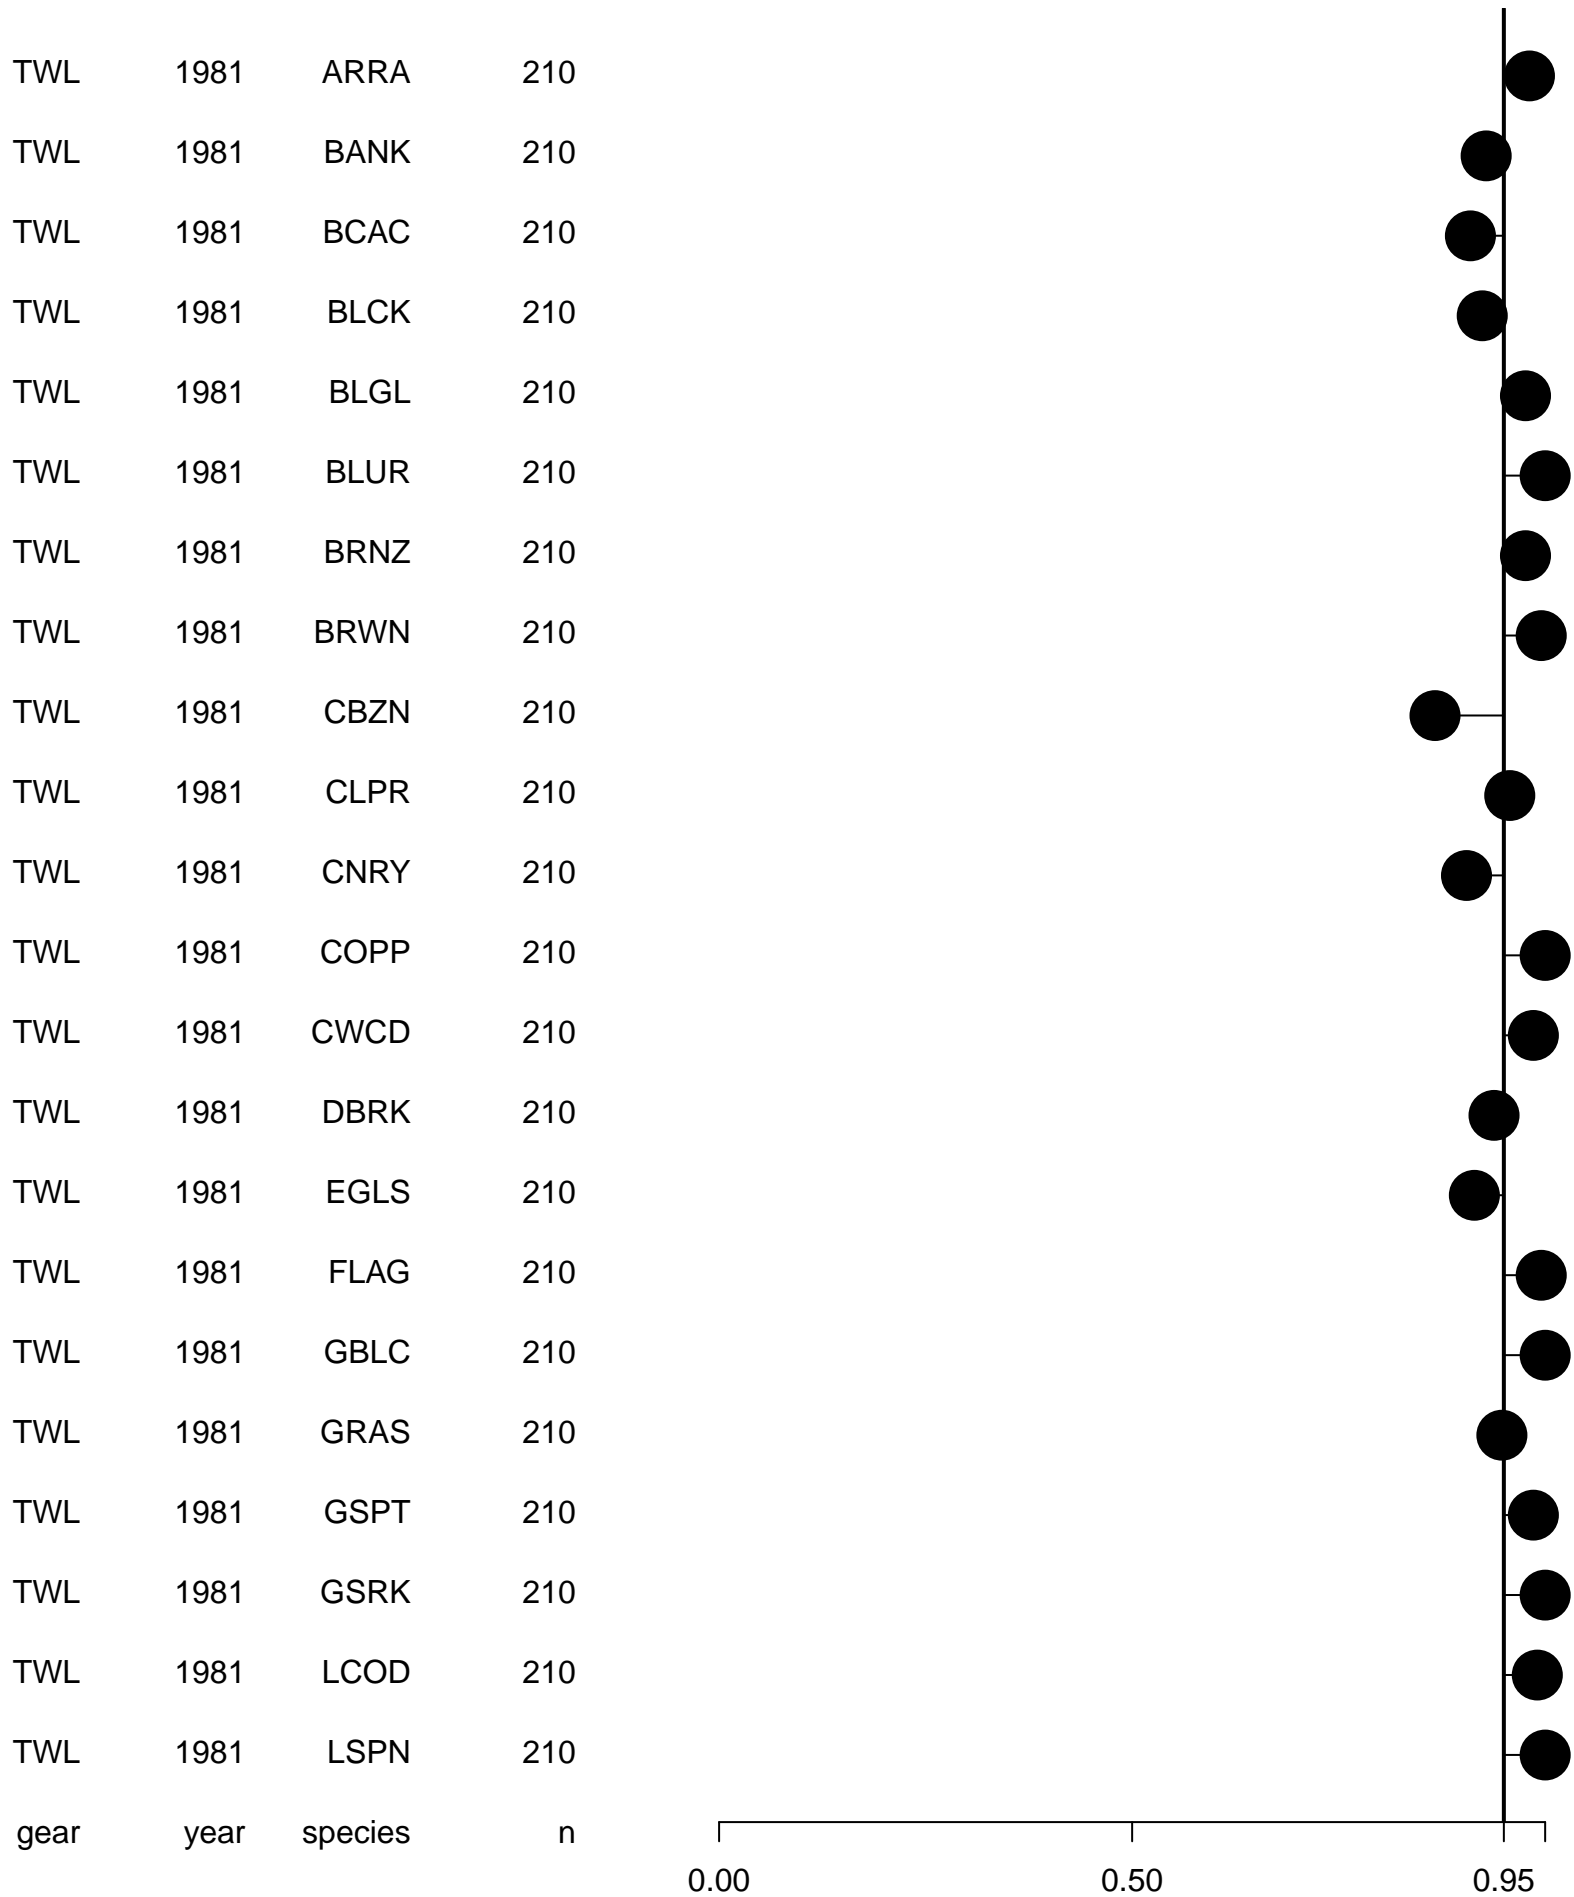 TWL 1981 ARRA 210
TWL 1981 BANK 210
TWL 1981 BCAC 210
TWL 1981 BLCK 210
TWL 1981 BLGL 210
TWL 1981 BLUR 210
TWL 1981 BRNZ 210
TWL 1981 BRWN 210
TWL 1981 CBZN 210
TWL 1981 CLPR 210
TWL 1981 CNRY 210
TWL 1981 COPP 210
TWL 1981 CWCD 210
TWL 1981 DBRK 210
TWL 1981 EGLS 210
TWL 1981 FLAG 210
TWL 1981 GBLC 210
TWL 1981 GRAS 210
TWL 1981 GSPT 210
TWL 1981 GSRK 210
TWL 1981 LCOD 210
TWL 1981 LSPN 210
gear year species n
0.00 0.50 0.95